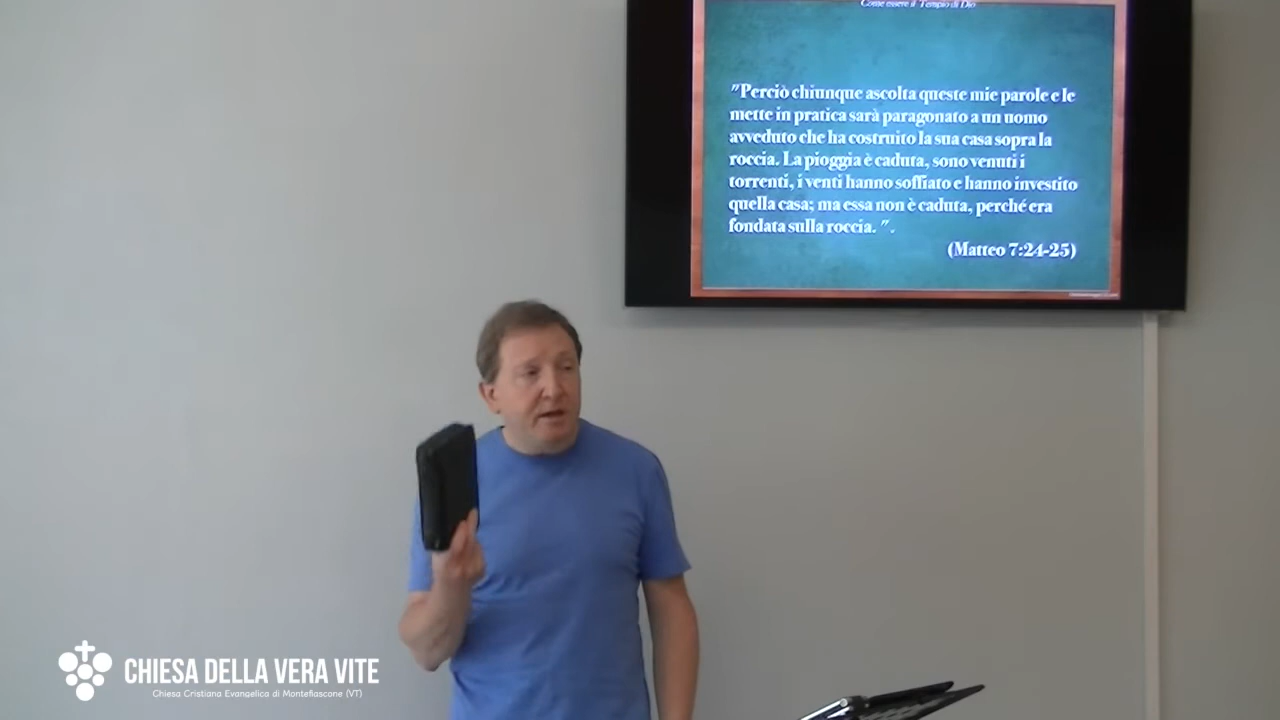 Come essere il Tempio di Dio
"Perciò chiunque ascolta queste mie parole e le
mette in pratica sarà paragonato a un uomo
avveduto che ha costruito la sua casa sopra la
roccia. La pioggia è caduta, sono venuti i
torrenti, i venti hanno soffiato e hanno investito
quella casa; ma essa non è caduta, perché era
fondata sulla roccia. ".
(Matteo 7:24-25)
CHIESA DELLA VERA VITE
Chiesa Cristiana Evangelica di Montefiascone (VT)